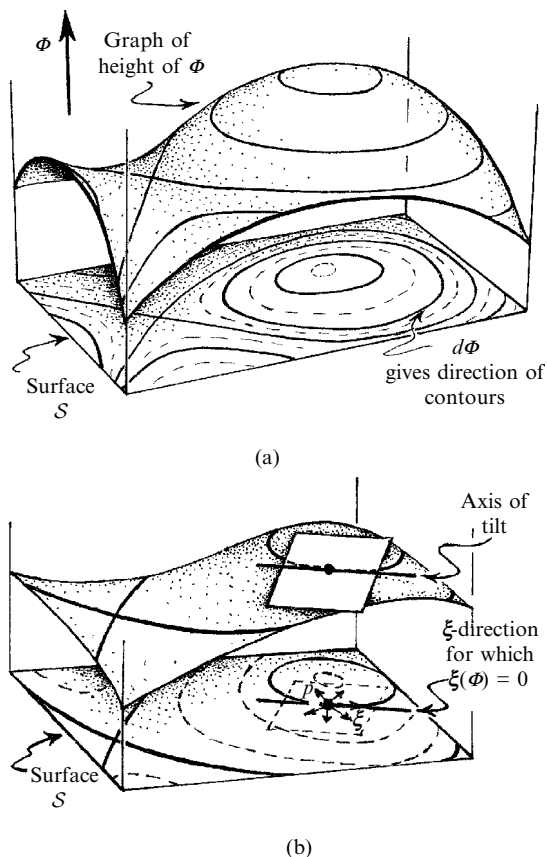 Φ
Graph of
height of Φ
Surface
𝒮
dΦ
gives direction of
contours
(a)
Axis of
tilt
ξ-direction
for which
ξ(Φ) = 0
p
ξ
Surface
𝒮
(b)